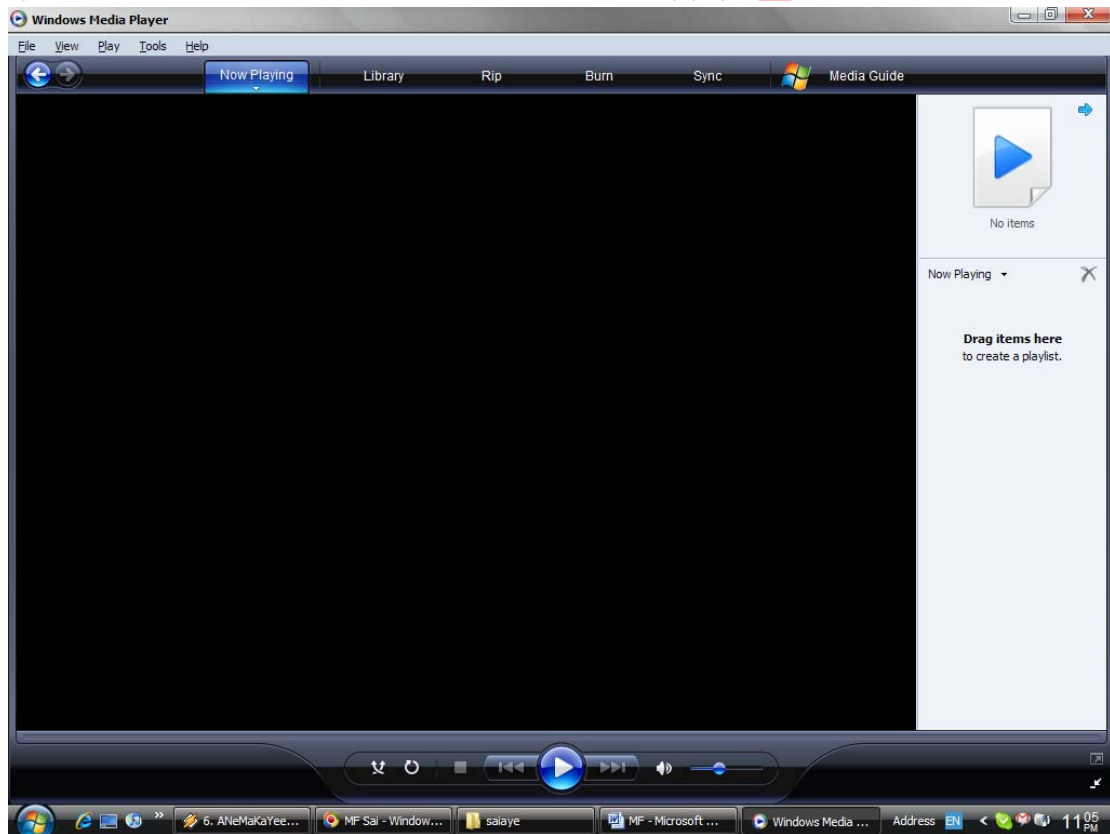 Windows Media Player
File View Play Tools Help
Now Playing Library Rip Burn Sync Media Guide
No items
Now Playing
Drag items here
to create a playlist.
6. ANeMaKaYee... MF Sai - Window... saiaye MF - Microsoft ... Windows Media ... Address EN 11 05 PM